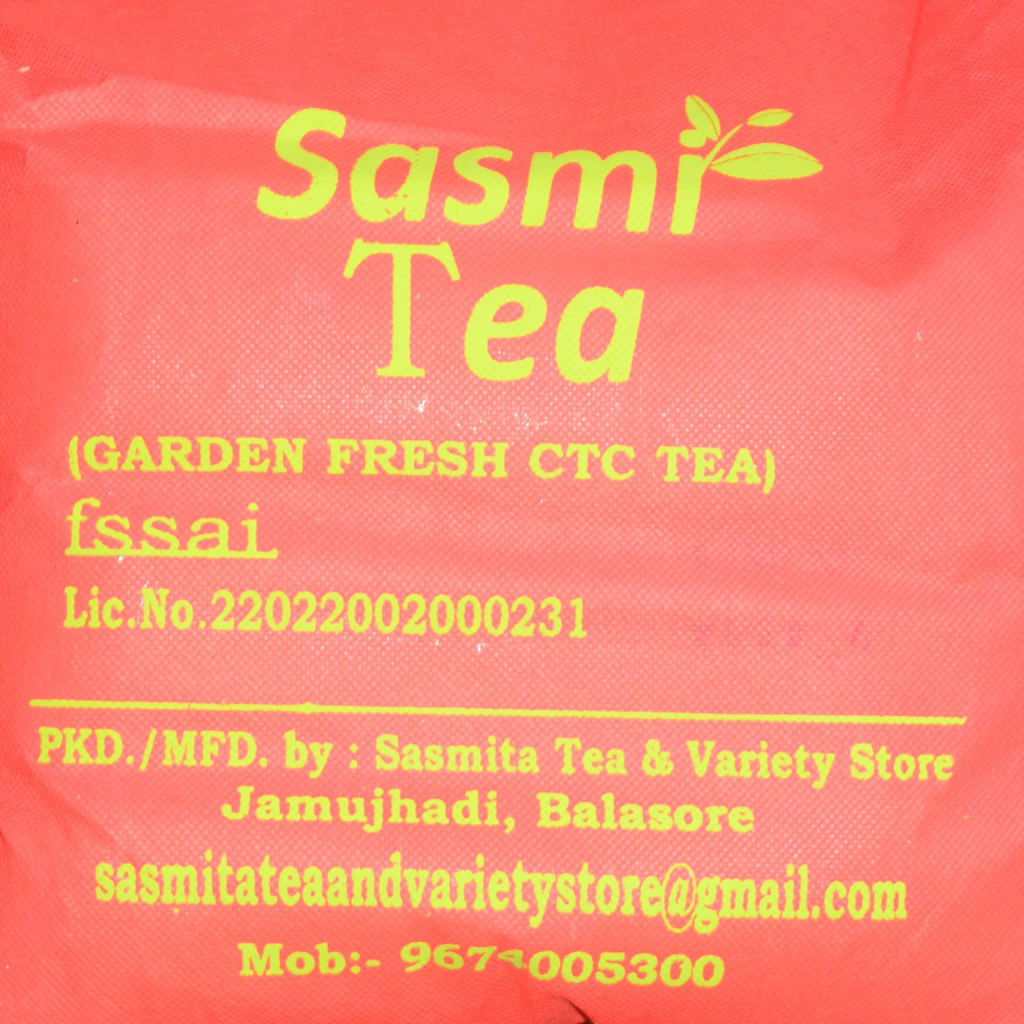 Sasmi
Tea
(GARDEN FRESH CTC TEA)
fssai
Lic.No.22022002000231
PKD./MFD. by : Sasmita Tea & Variety Store
Jamujhadi, Balasore
sasmitateaandvarietystore@gmail.com
Mob:- 9674005300